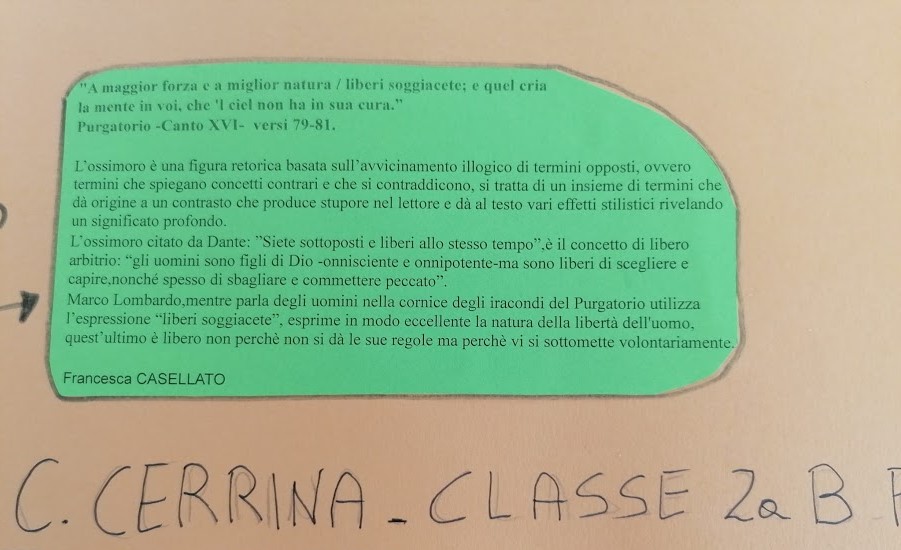 "A maggior forza e a miglior natura / liberi soggiacete; e quel cria
la mente in voi, che 'l ciel non ha in sua cura."
Purgatorio -Canto XVI- versi 79-81.
L'ossimoro è una figura retorica basata sull'avvicinamento illogico di termini opposti, ovvero
termini che spiegano concetti contrari e che si contraddicono, si tratta di un insieme di termini che
dà origine a un contrasto che produce stupore nel lettore e dà al testo vari effetti stilistici rivelando
un significato profondo.
L'ossimoro citato da Dante: "Siete sottoposti e liberi allo stesso tempo",è il concetto di libero
arbitrio: "gli uomini sono figli di Dio -onnisciente e onnipotente-ma sono liberi di scegliere e
capire,nonché spesso di sbagliare e commettere peccato".
Marco Lombardo,mentre parla degli uomini nella cornice degli iracondi del Purgatorio utilizza
l'espressione "liberi soggiacete", esprime in modo eccellente la natura della libertà dell'uomo,
quest'ultimo è libero non perchè non si dà le sue regole ma perchè vi si sottomette volontariamente.
Francesca CASELLATO
C. CERRINA - CLASSE 2a B